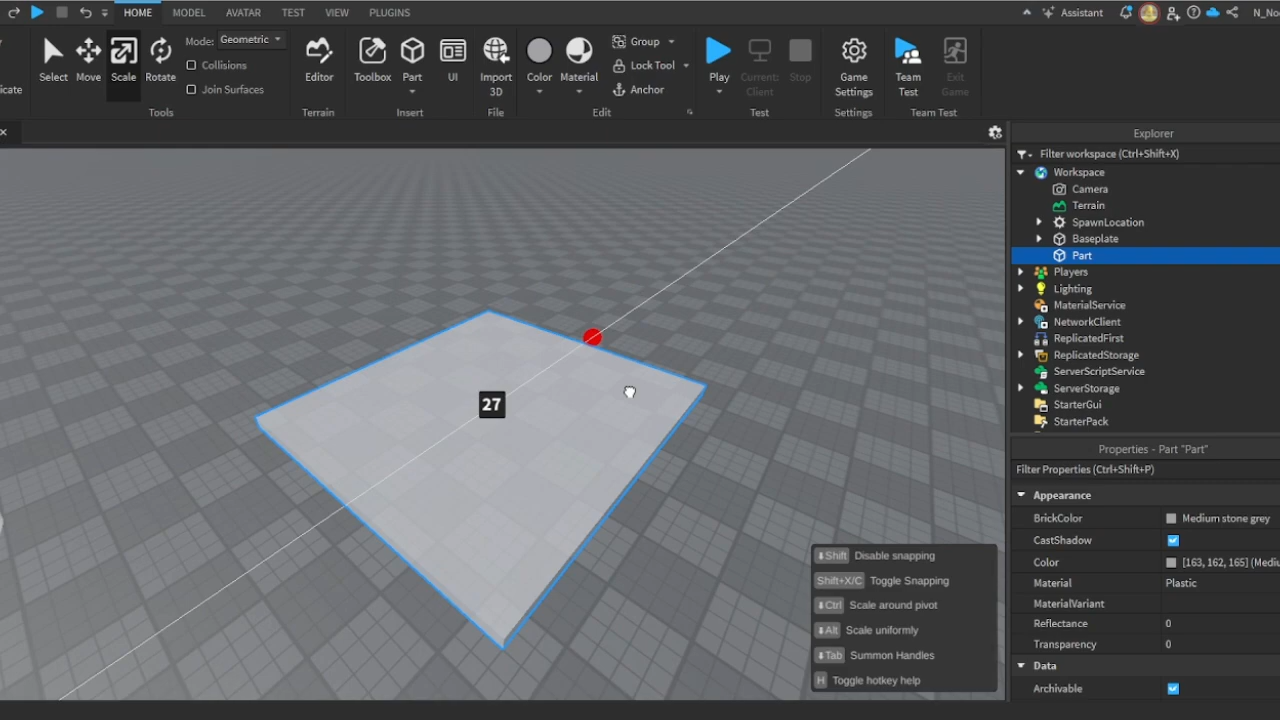 HOME MODEL AVATAR TEST VIEW PLUGINS Assistant N_No
Mode: Geometric
Collisions
Join Surfaces
Select Move Scale Rotate
Tools
Editor
Terrain
Toolbox Part UI
Insert
Import 3D
File
Color Material
Group
Lock Tool
Anchor
Edit
Play Current: Client Stop
Test
Game Settings
Settings
Team Test Exit Game
Team Test
icate
Explorer
Filter workspace (Ctrl+Shift+X)
Workspace
Camera
Terrain
SpawnLocation
Baseplate
Part
Players
Lighting
MaterialService
NetworkClient
ReplicatedFirst
ReplicatedStorage
ServerScriptService
ServerStorage
StarterGui
StarterPack
27
Shift Disable snapping
Shift+X/C Toggle Snapping
Ctrl Scale around pivot
Alt Scale uniformly
Tab Summon Handles
H Toggle hotkey help
Properties - Part "Part"
Filter Properties (Ctrl+Shift+P)
Appearance
BrickColor Medium stone grey
CastShadow
Color [163, 162, 165] (Mediu
Material Plastic
MaterialVariant
Reflectance 0
Transparency 0
Data
Archivable